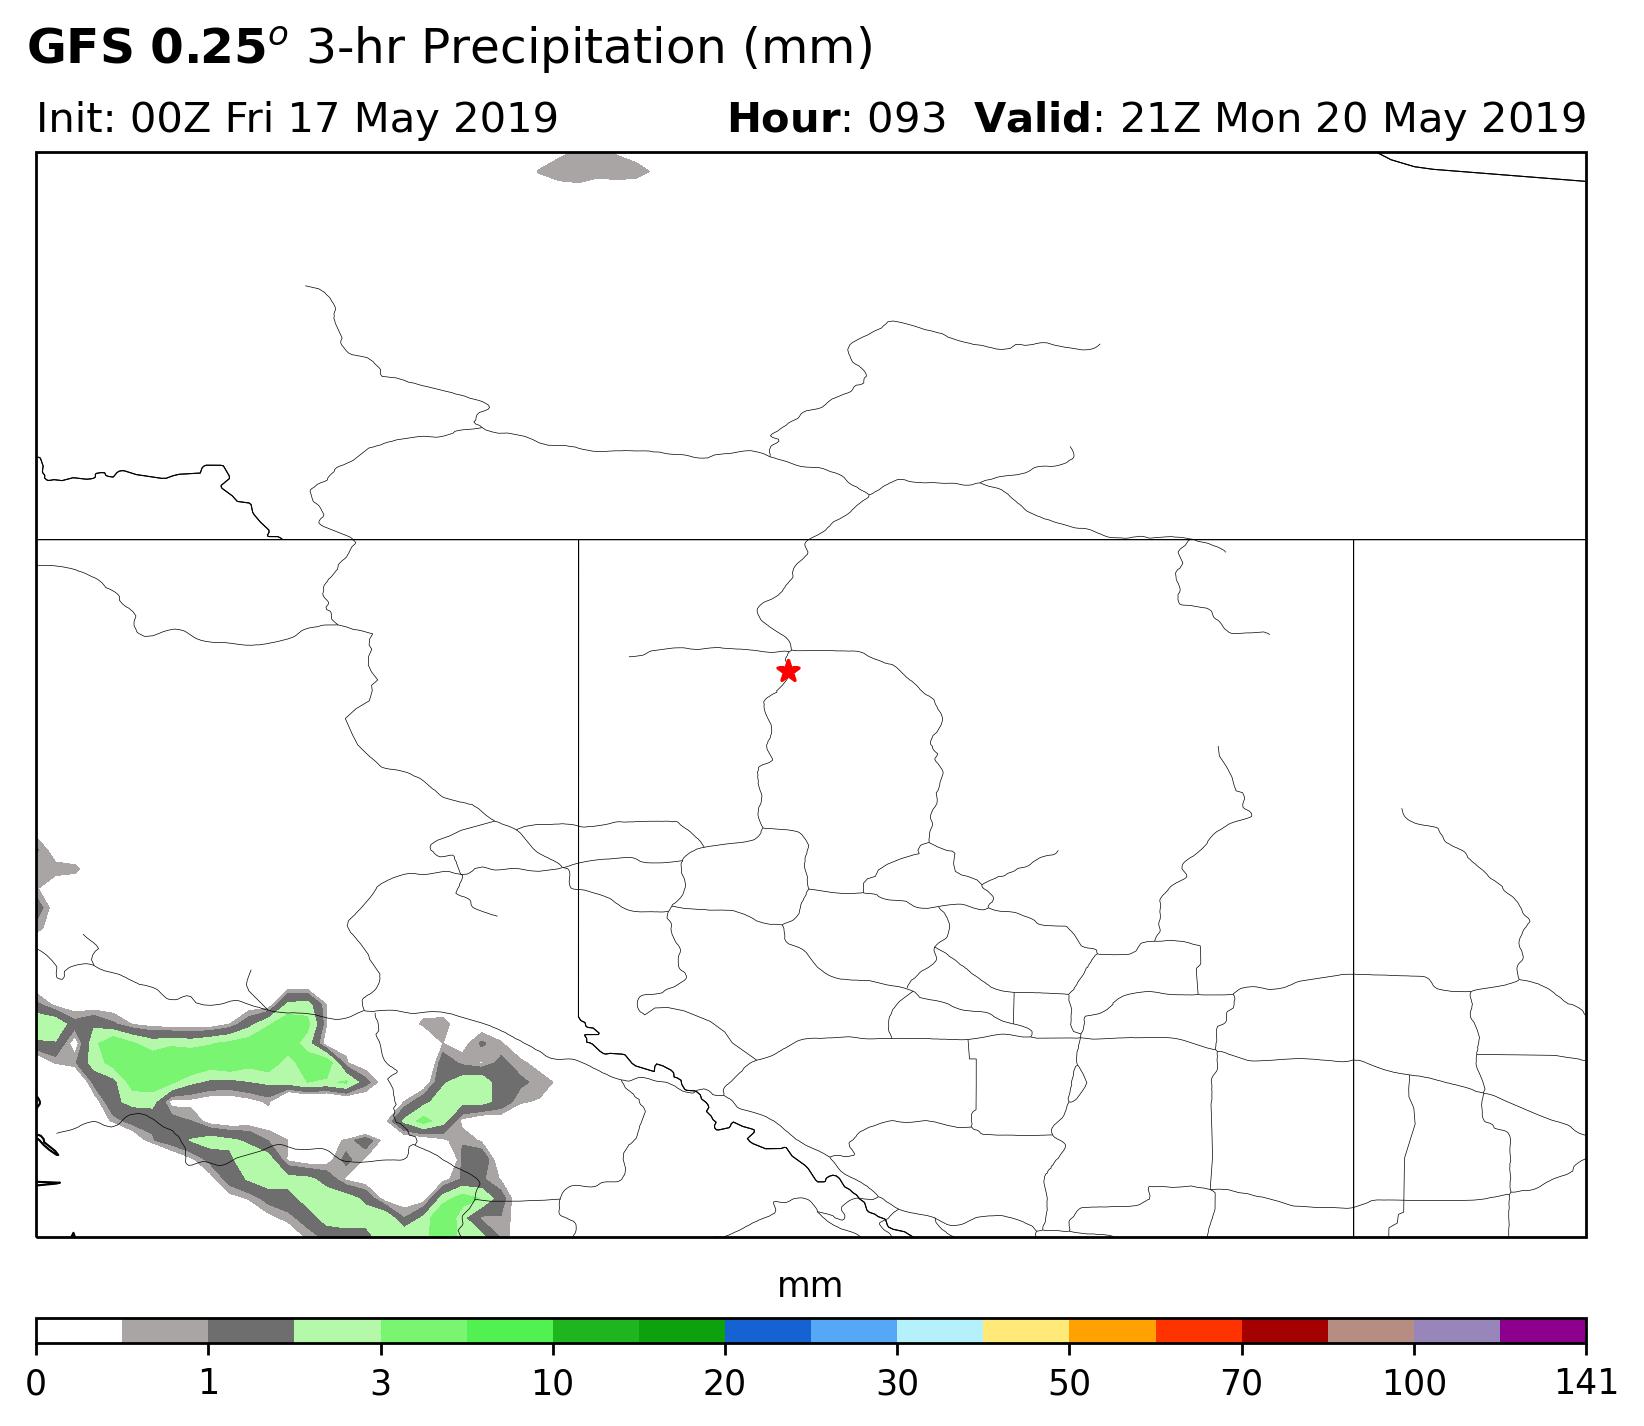 GFS 0.25° 3-hr Precipitation (mm)
Init: 00Z Fri 17 May 2019 Hour: 093 Valid: 21Z Mon 20 May 2019
mm
0 1 3 10 20 30 50 70 100 141